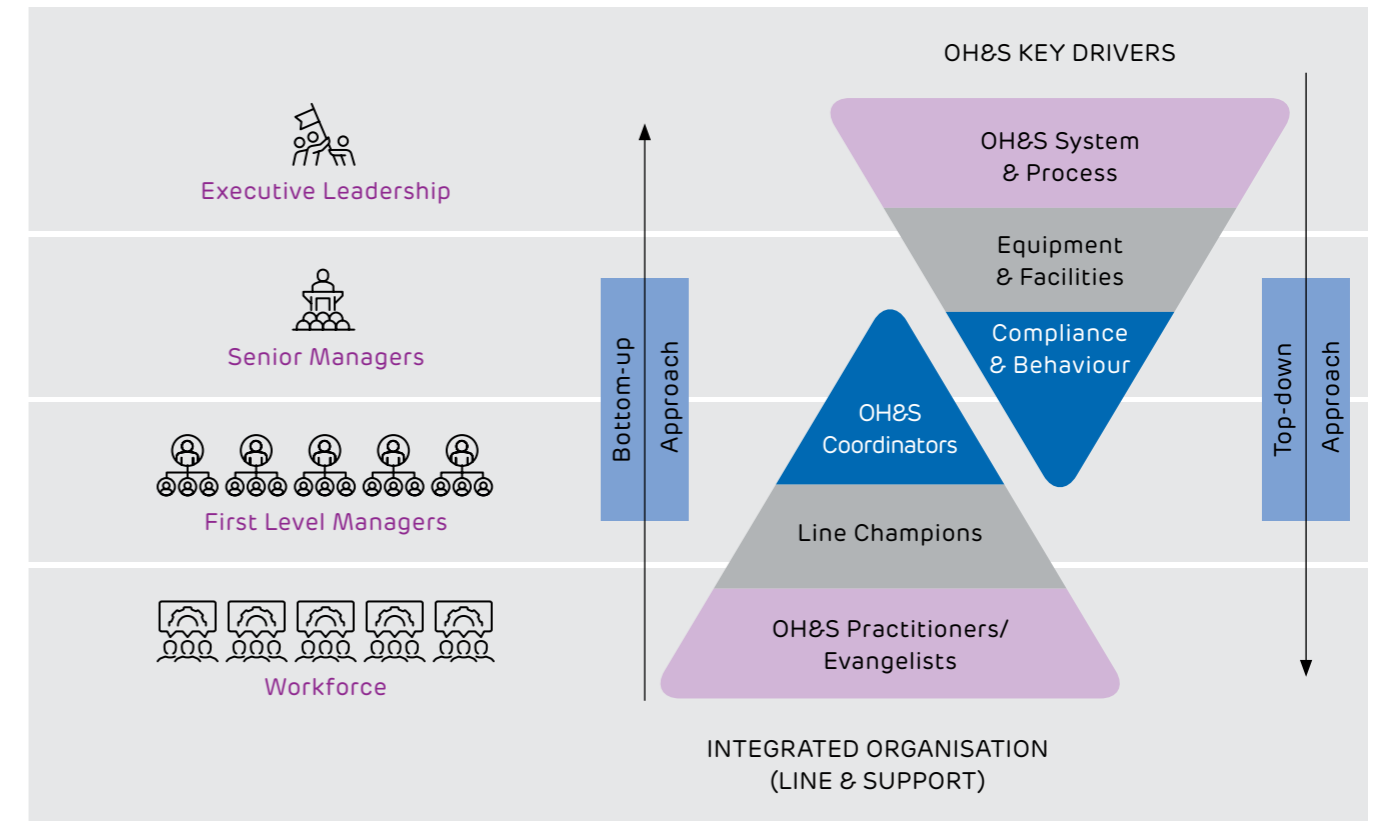 OH&S KEY DRIVERS
Executive Leadership
Senior Managers
First Level Managers
Workforce
Bottom-up
Approach
OH&S System
& Process
Equipment
& Facilities
Compliance
& Behaviour
OH&S
Coordinators
Line Champions
OH&S Practitioners/
Evangelists
INTEGRATED ORGANISATION
(LINE & SUPPORT)
Top-down
Approach